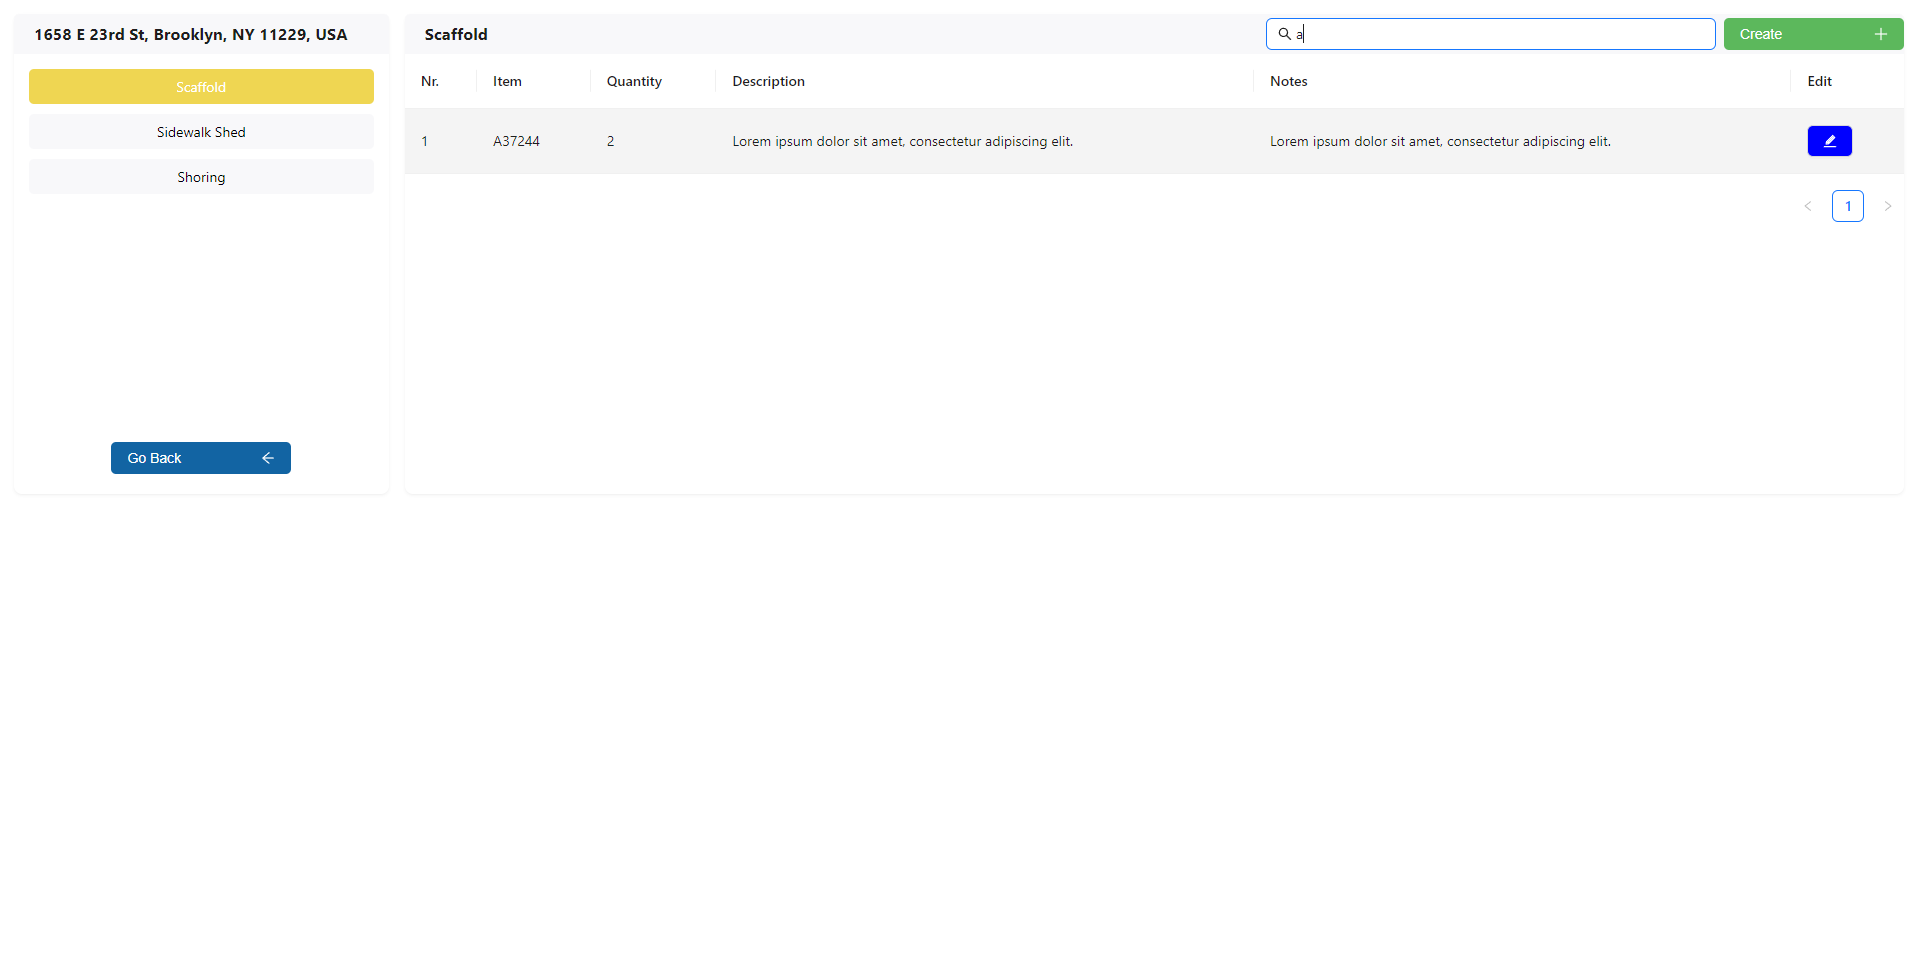 1658 E 23rd St, Brooklyn, NY 11229, USA
Scaffold
Sidewalk Shed
Shoring
Go Back
Scaffold
a
Create
Nr. Item Quantity Description Notes Edit
1 A37244 2 Lorem ipsum dolor sit amet, consectetur adipiscing elit. Lorem ipsum dolor sit amet, consectetur adipiscing elit.
1